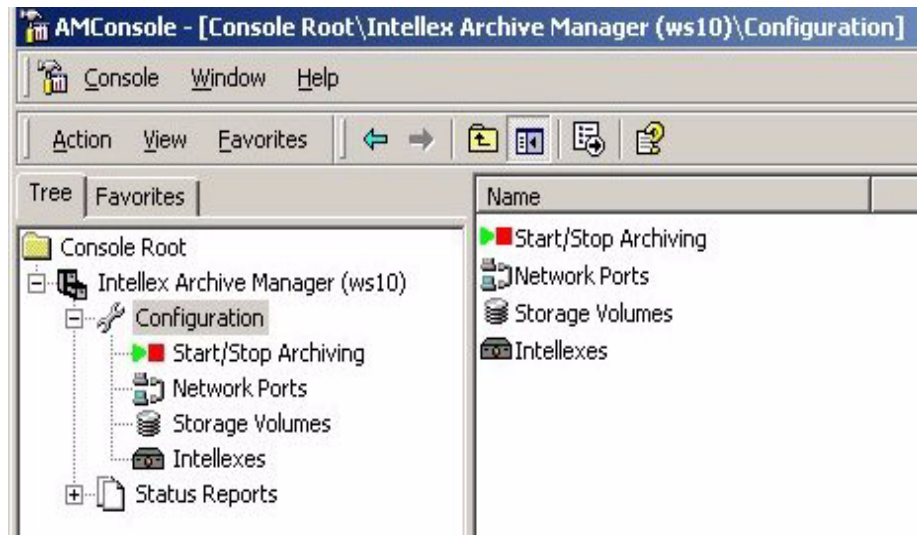 AMConsole - [Console Root\Intellex Archive Manager (ws10)\Configuration]
Console Window Help
Action View Favorites
Tree Favorites
Name
Console Root
Intellex Archive Manager (ws10)
Configuration
Start/Stop Archiving
Network Ports
Storage Volumes
Intellexes
Status Reports
Start/Stop Archiving
Network Ports
Storage Volumes
Intellexes